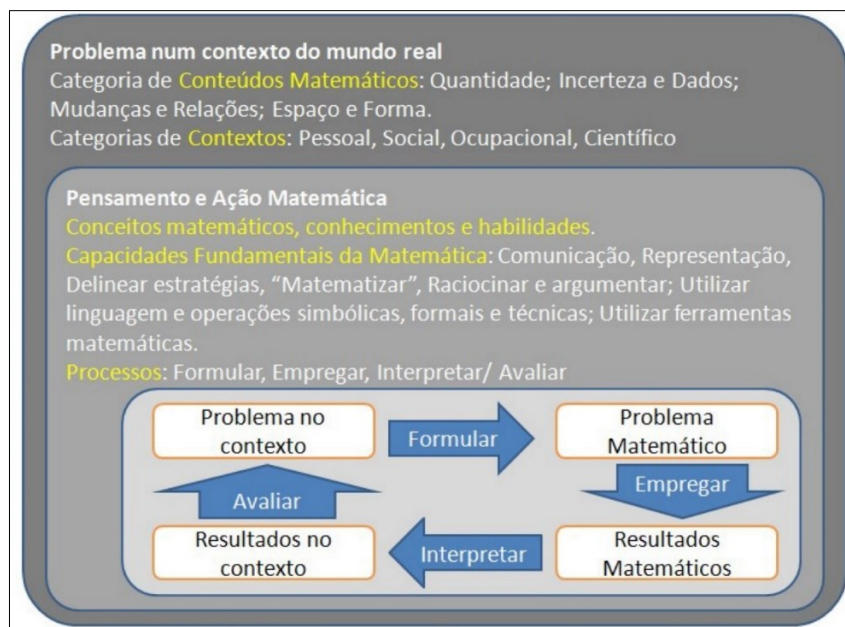 Problema num contexto do mundo real
Categoria de Conteúdos Matemáticos: Quantidade; Incerteza e Dados;
Mudanças e Relações; Espaço e Forma.
Categorias de Contextos: Pessoal, Social, Ocupacional, Científico
Pensamento e Ação Matemática
Conceitos matemáticos, conhecimentos e habilidades.
Capacidades Fundamentais da Matemática: Comunicação, Representação,
Delinear estratégias, “Matematizar”, Raciocinar e argumentar; Utilizar
linguagem e operações simbólicas, formais e técnicas; Utilizar ferramentas
matemáticas.
Processos: Formular, Empregar, Interpretar/ Avaliar
Problema no
contexto
Formular
Problema
Matemático
Empregar
Avaliar
Resultados no
contexto
Interpretar
Resultados
Matemáticos